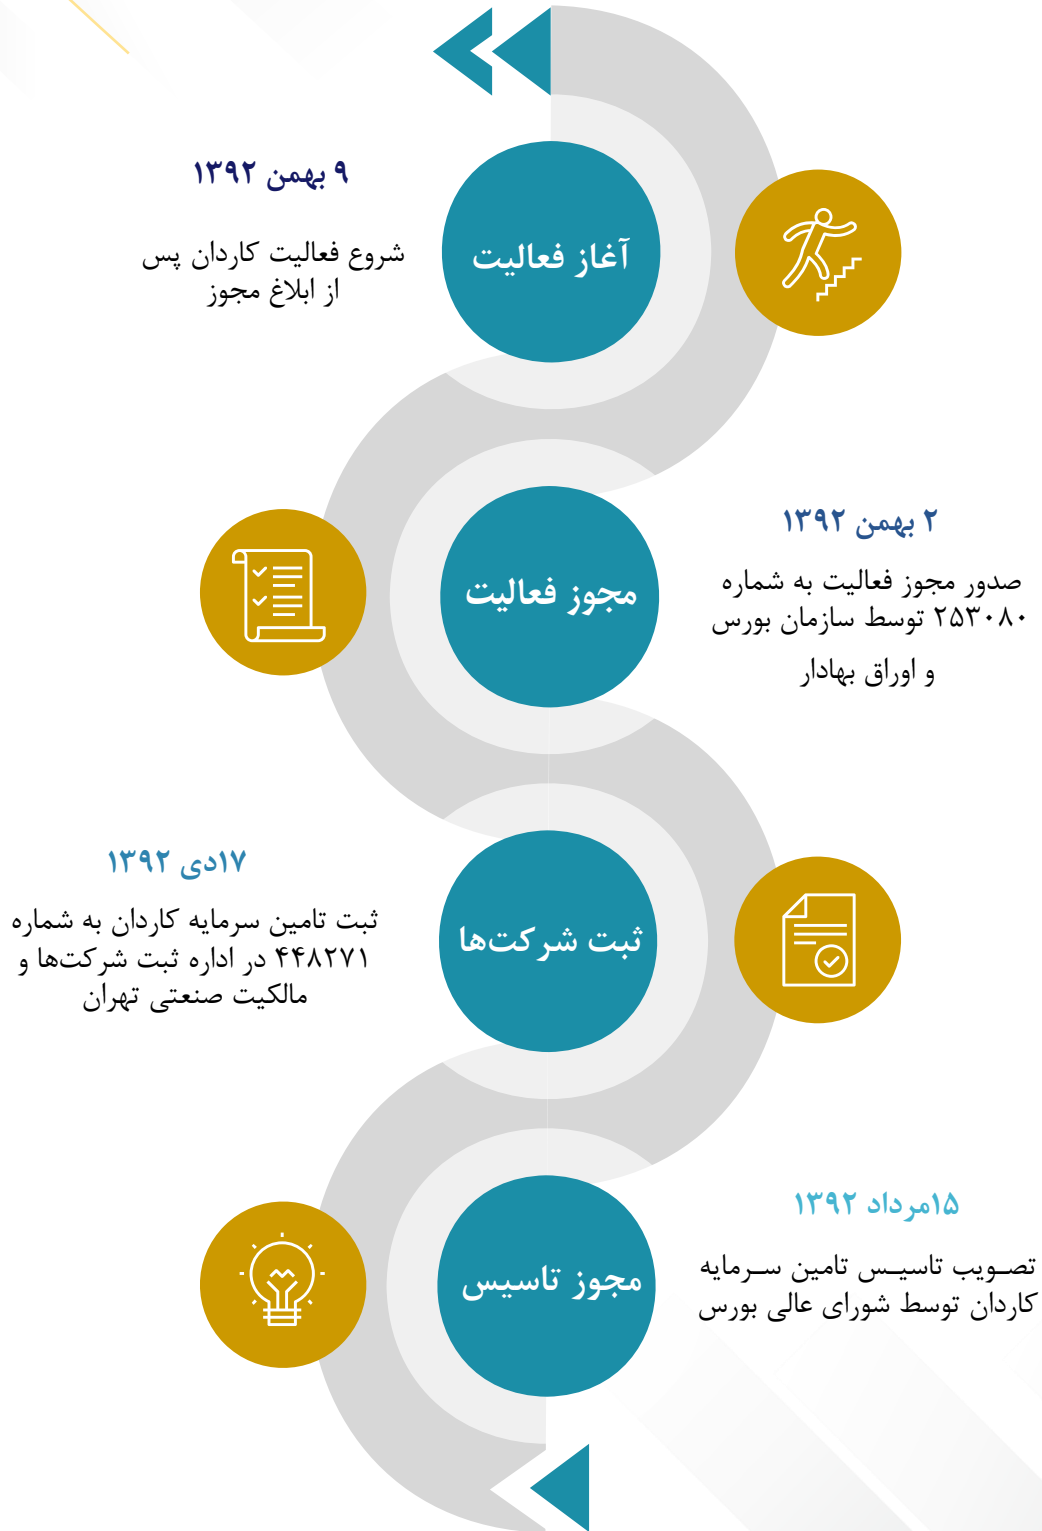 ۹ بهمن ۱۳۹۲
شروع فعالیت کاردان پس
از ابلاغ مجوز
آغاز فعالیت
۲ بهمن ۱۳۹۲
صدور مجوز فعالیت به شماره
۲۵۳۰۸۰ توسط سازمان بورس
و اوراق بهادار
مجوز فعالیت
۱۷دی ۱۳۹۲
ثبت تامین سرمایه کاردان به شماره
۴۴۸۲۷۱ در اداره ثبت شرکت‌ها و
مالکیت صنعتی تهران
ثبت شرکت‌ها
۱۵مرداد ۱۳۹۲
تصـویب تاسیـس تامین سـرمایه
کاردان توسط شورای عالی بورس
مجوز تاسیس